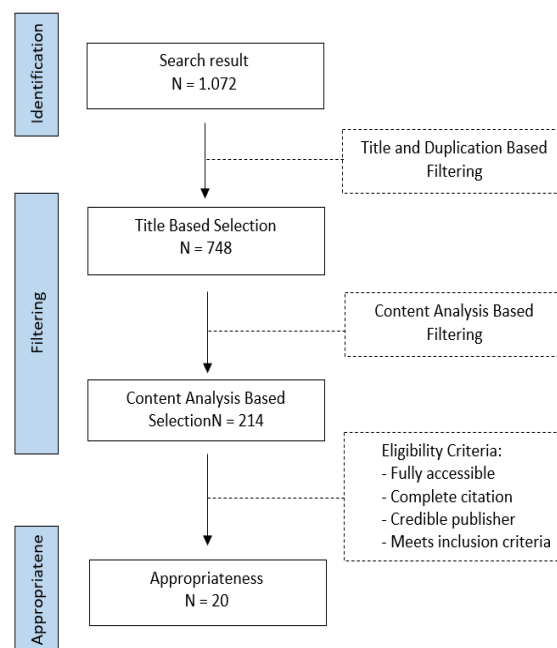 Identification
Search result
N = 1.072
Title and Duplication Based
Filtering
Filtering
Title Based Selection
N = 748
Content Analysis Based
Filtering
Content Analysis Based
SelectionN = 214
Eligibility Criteria:
- Fully accessible
- Complete citation
- Credible publisher
- Meets inclusion criteria
Appropriatene
Appropriateness
N = 20